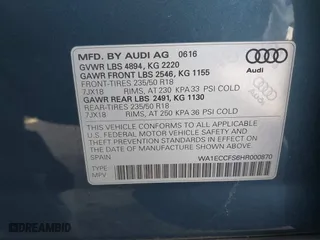 MFD. BY AUDI AG 0616
GVWR LBS 4894, KG 2220
GAWR FRONT LBS 2546, KG 1155
TIRES 235/50 R18
7JX18 RIMS, AT 230 KPA 33 PSI COLD
GAWR REAR LBS 2491, KG 1130
TIRES 235/50 R18
7JX18 RIMS, AT 250 KPA 36 PSI COLD
THIS VEHICLE CONFORMS TO ALL APPLICABLE
U.S. FEDERAL MOTOR VEHICLE SAFETY AND
THEFT PREVENTION STANDARDS IN EFFECT
ON THE DATE OF MANUFACTURE SHOWN ABOVE.
SPAIN WA1ECCFS6HR000870
TYPE:
MPV
Audi
DREAMBID